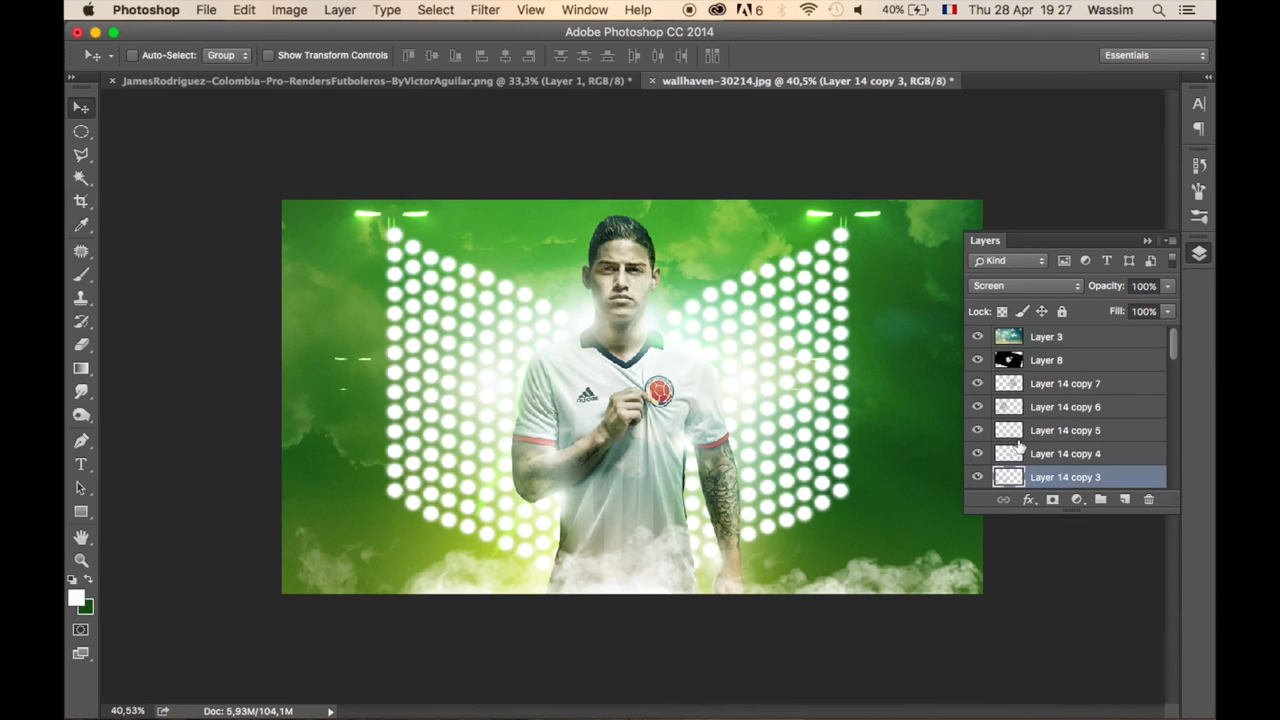 Photoshop File Edit Image Layer Type Select Filter View Window Help 6 40% Thu 28 Apr 19 27 Wassim
Adobe Photoshop CC 2014
Auto-Select: Group Show Transform Controls Essentials
× JamesRodriguez-Colombia-Pro-RendersFutboleros-ByVictorAguilar.png @ 33,3% (Layer 1, RGB/8) * × wallhaven-30214.jpg @ 40,5% (Layer 14 copy 3, RGB/8) *
Layers
Kind
Screen Opacity: 100%
Lock: Fill: 100%
Layer 3
Layer 8
Layer 14 copy 7
Layer 14 copy 6
Layer 14 copy 5
Layer 14 copy 4
Layer 14 copy 3
fx
adidas
40,53% Doc: 5,93M/104,1M